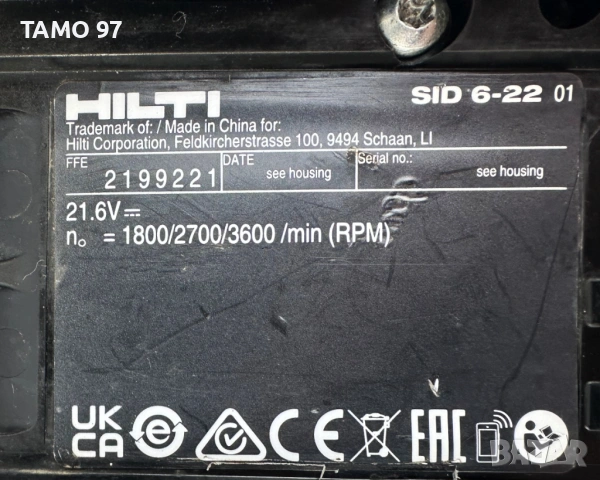 TAMO 97
HILTI
SID 6-22 01
Trademark of: / Made in China for:
Hilti Corporation, Feldkircherstrasse 100, 9494 Schaan, LI
FFE 2199221 DATE see housing Serial no.: see housing
21.6V
n₀ = 1800/2700/3600 /min (RPM)
UK CA CE EAC
BAZAR